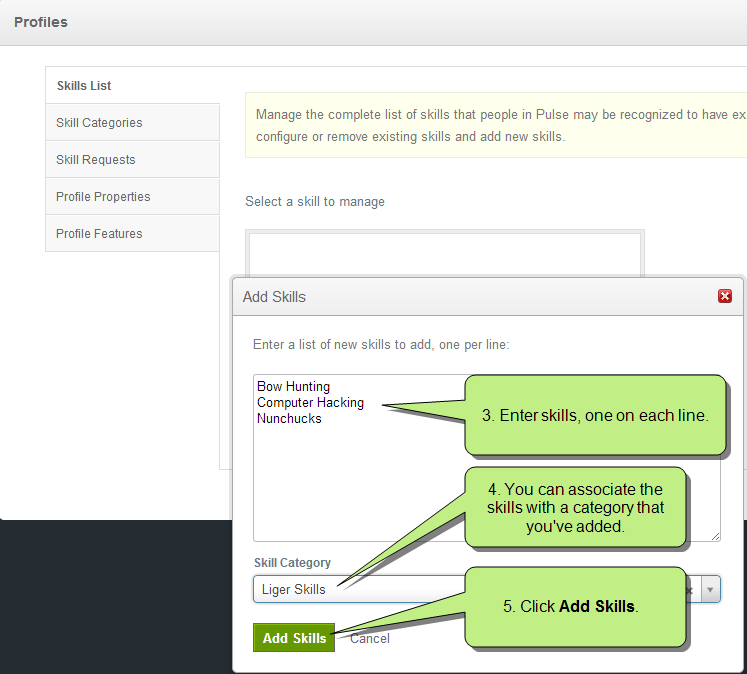 Profiles
Skills List
Skill Categories
Skill Requests
Profile Properties
Profile Features
Manage the complete list of skills that people in Pulse may be recognized to have
configure or remove existing skills and add new skills.
Select a skill to manage
Add Skills
Enter a list of new skills to add, one per line:
Bow Hunting
Computer Hacking
Nunchucks
3. Enter skills, one on each line.
4. You can associate the
skills with a category that
you've added.
Skill Category
Liger Skills
5. Click Add Skills.
Add Skills
Cancel